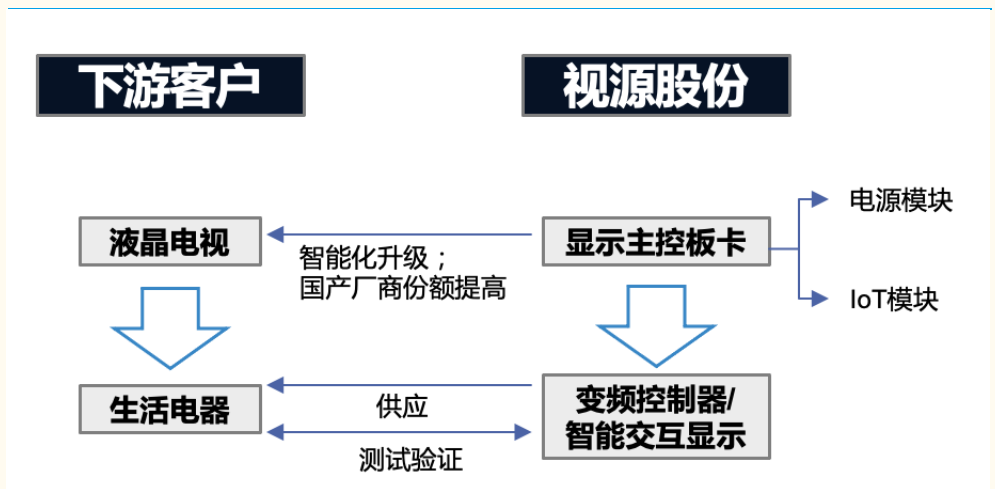 下游客户
视源股份
电源模块
液晶电视
显示主控板卡
智能化升级；
国产厂商份额提高
IoT模块
生活电器
供应
变频控制器/
智能交互显示
测试验证